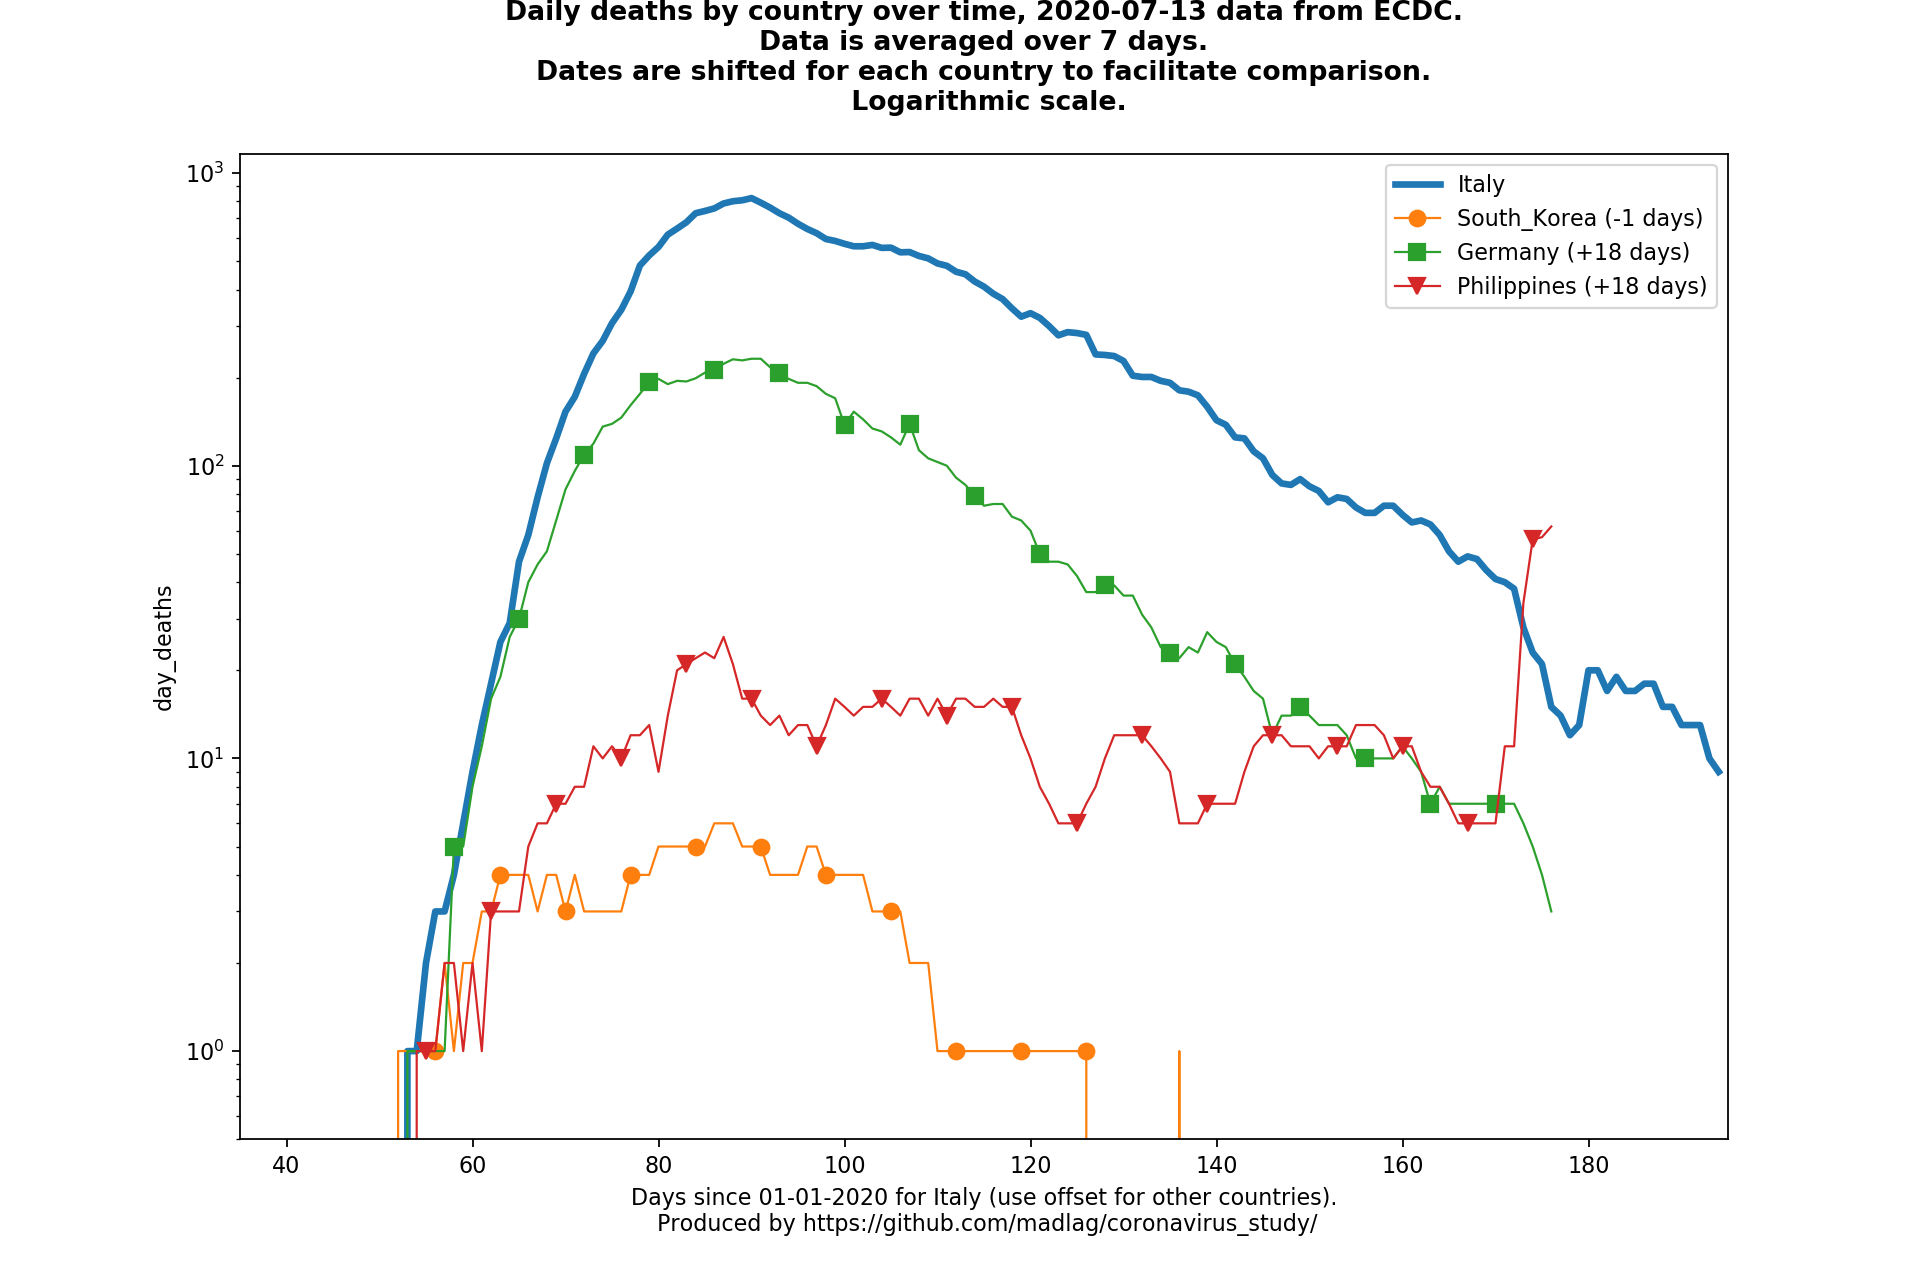 Daily deaths by country over time, 2020-07-13 data from ECDC.
Data is averaged over 7 days.
Dates are shifted for each country to facilitate comparison.
Logarithmic scale.
10³
Italy
South_Korea (-1 days)
Germany (+18 days)
Philippines (+18 days)
10²
day_deaths
10¹
10⁰
40 60 80 100 120 140 160 180
Days since 01-01-2020 for Italy (use offset for other countries).
Produced by https://github.com/madlag/coronavirus_study/